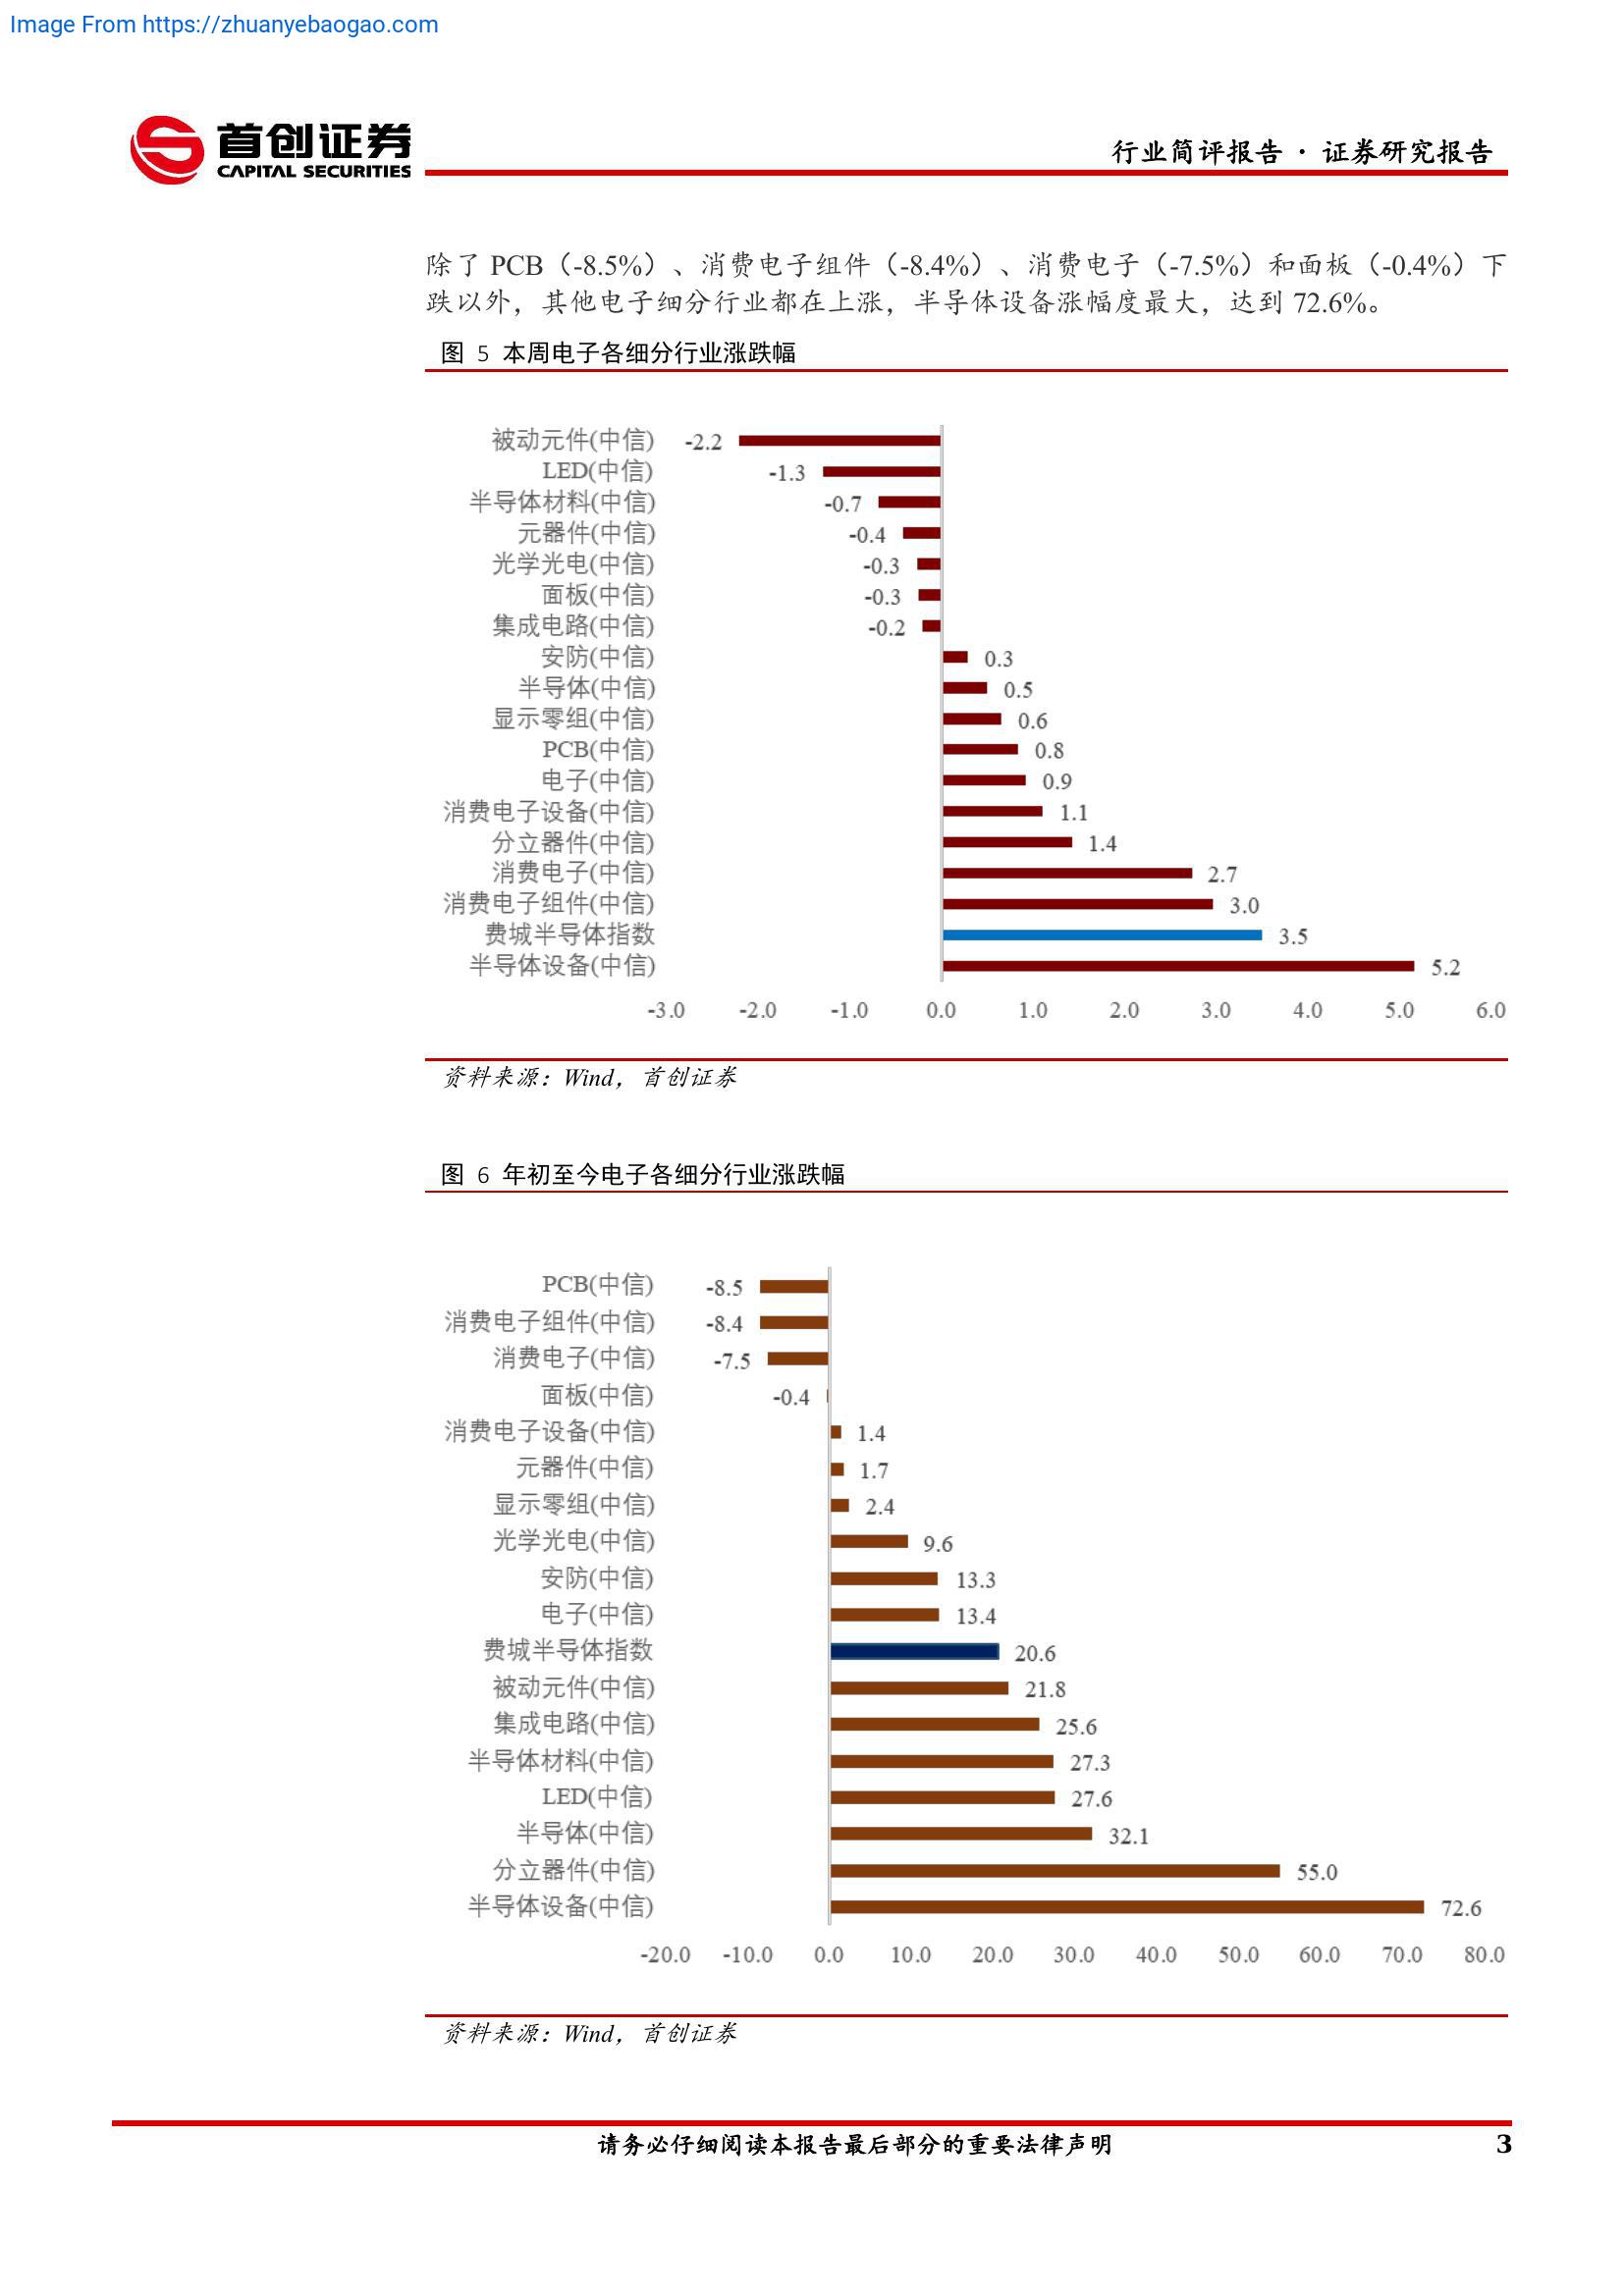 Image From https://zhuanyebaogao.com
首创证券
CAPITAL SECURITIES
行业简评报告 · 证券研究报告
除了 PCB（-8.5%）、消费电子组件（-8.4%）、消费电子（-7.5%）和面板（-0.4%）下
跌以外，其他电子细分行业都在上涨，半导体设备涨幅度最大，达到 72.6%。
图 5 本周电子各细分行业涨跌幅
被动元件(中信) -2.2
LED(中信) -1.3
半导体材料(中信) -0.7
元器件(中信) -0.4
光学光电(中信) -0.3
面板(中信) -0.3
集成电路(中信) -0.2
安防(中信) 0.3
半导体(中信) 0.5
显示零组(中信) 0.6
PCB(中信) 0.8
电子(中信) 0.9
消费电子设备(中信) 1.1
分立器件(中信) 1.4
消费电子(中信) 2.7
消费电子组件(中信) 3.0
费城半导体指数 3.5
半导体设备(中信) 5.2
-3.0 -2.0 -1.0 0.0 1.0 2.0 3.0 4.0 5.0 6.0
资料来源：Wind，首创证券
图 6 年初至今电子各细分行业涨跌幅
PCB(中信) -8.5
消费电子组件(中信) -8.4
消费电子(中信) -7.5
面板(中信) -0.4
消费电子设备(中信) 1.4
元器件(中信) 1.7
显示零组(中信) 2.4
光学光电(中信) 9.6
安防(中信) 13.3
电子(中信) 13.4
费城半导体指数 20.6
被动元件(中信) 21.8
集成电路(中信) 25.6
半导体材料(中信) 27.3
LED(中信) 27.6
半导体(中信) 32.1
分立器件(中信) 55.0
半导体设备(中信) 72.6
-20.0 -10.0 0.0 10.0 20.0 30.0 40.0 50.0 60.0 70.0 80.0
资料来源：Wind，首创证券
请务必仔细阅读本报告最后部分的重要法律声明 3